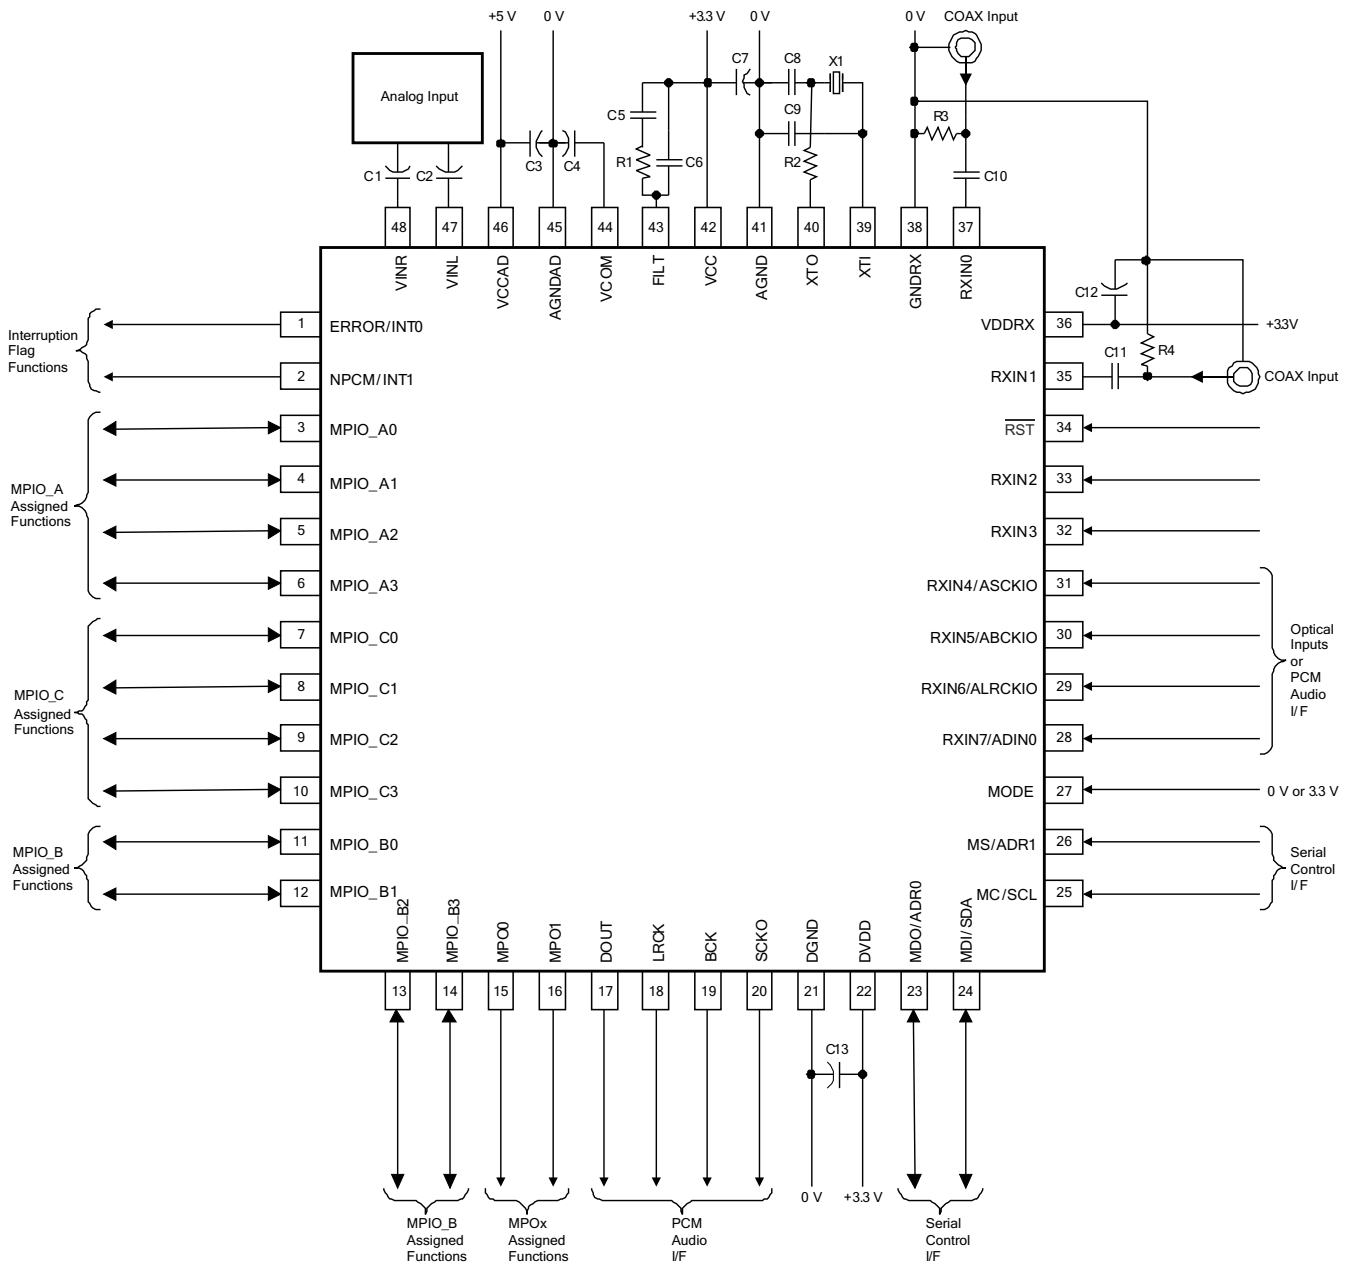 +5 V
0 V
+3.3 V
0 V
0 V
COAX Input
Analog Input
C7
C8
X1
C5
C9
R3
C1
C2
C3
C4
R1
C6
R2
C10
48
47
46
45
44
43
42
41
40
39
38
37
VINR
VINL
VCCAD
AGNDAD
VCOM
FILT
VCC
AGND
XTO
XTI
GNDRX
RXIN0
Interruption
Flag
Functions
1
ERROR/INT0
2
NPCM/INT1
MPIO_A
Assigned
Functions
3
MPIO_A0
4
MPIO_A1
5
MPIO_A2
6
MPIO_A3
MPIO_C
Assigned
Functions
7
MPIO_C0
8
MPIO_C1
9
MPIO_C2
10
MPIO_C3
MPIO_B
Assigned
Functions
11
MPIO_B0
12
MPIO_B1
C12
VDDRX
36
+3.3V
C11
R4
RXIN1
35
COAX Input
RST
34
RXIN2
33
RXIN3
32
RXIN4/ASCKIO
31
RXIN5/ABCKIO
30
RXIN6/ALRCKIO
29
RXIN7/ADIN0
28
Optical
Inputs
or
PCM
Audio
I/F
MODE
27
0 V or 3.3 V
MS/ADR1
26
MC/SCL
25
Serial
Control
I/F
MPIO_B2
MPIO_B3
MPO0
MPO1
DOUT
LRCK
BCK
SCKO
DGND
DVDD
MDO/ADR0
MDI/SDA
13
14
15
16
17
18
19
20
21
22
23
24
C13
0 V
+3.3 V
MPIO_B
Assigned
Functions
MPOx
Assigned
Functions
PCM
Audio
I/F
Serial
Control
I/F